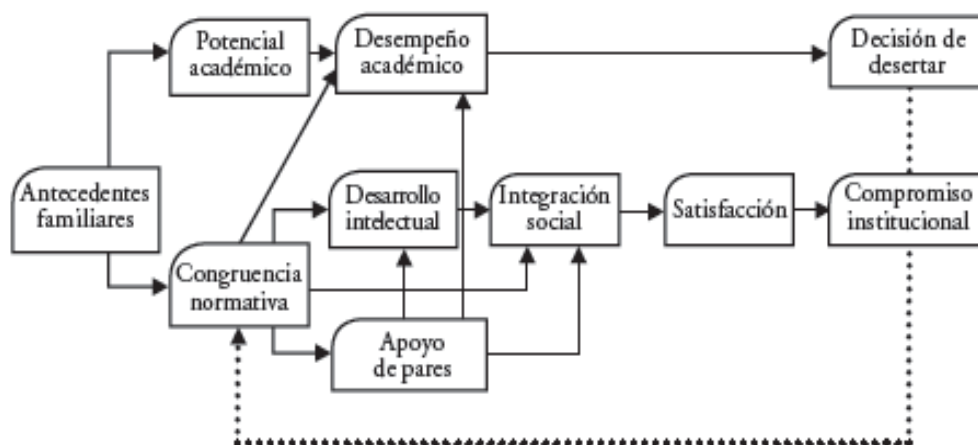 Potencial
académico
Desempeño
académico
Decisión de
desertar
Antecedentes
familiares
Desarrollo
intelectual
Integración
social
Satisfacción
Compromiso
institucional
Congruencia
normativa
Apoyo
de pares